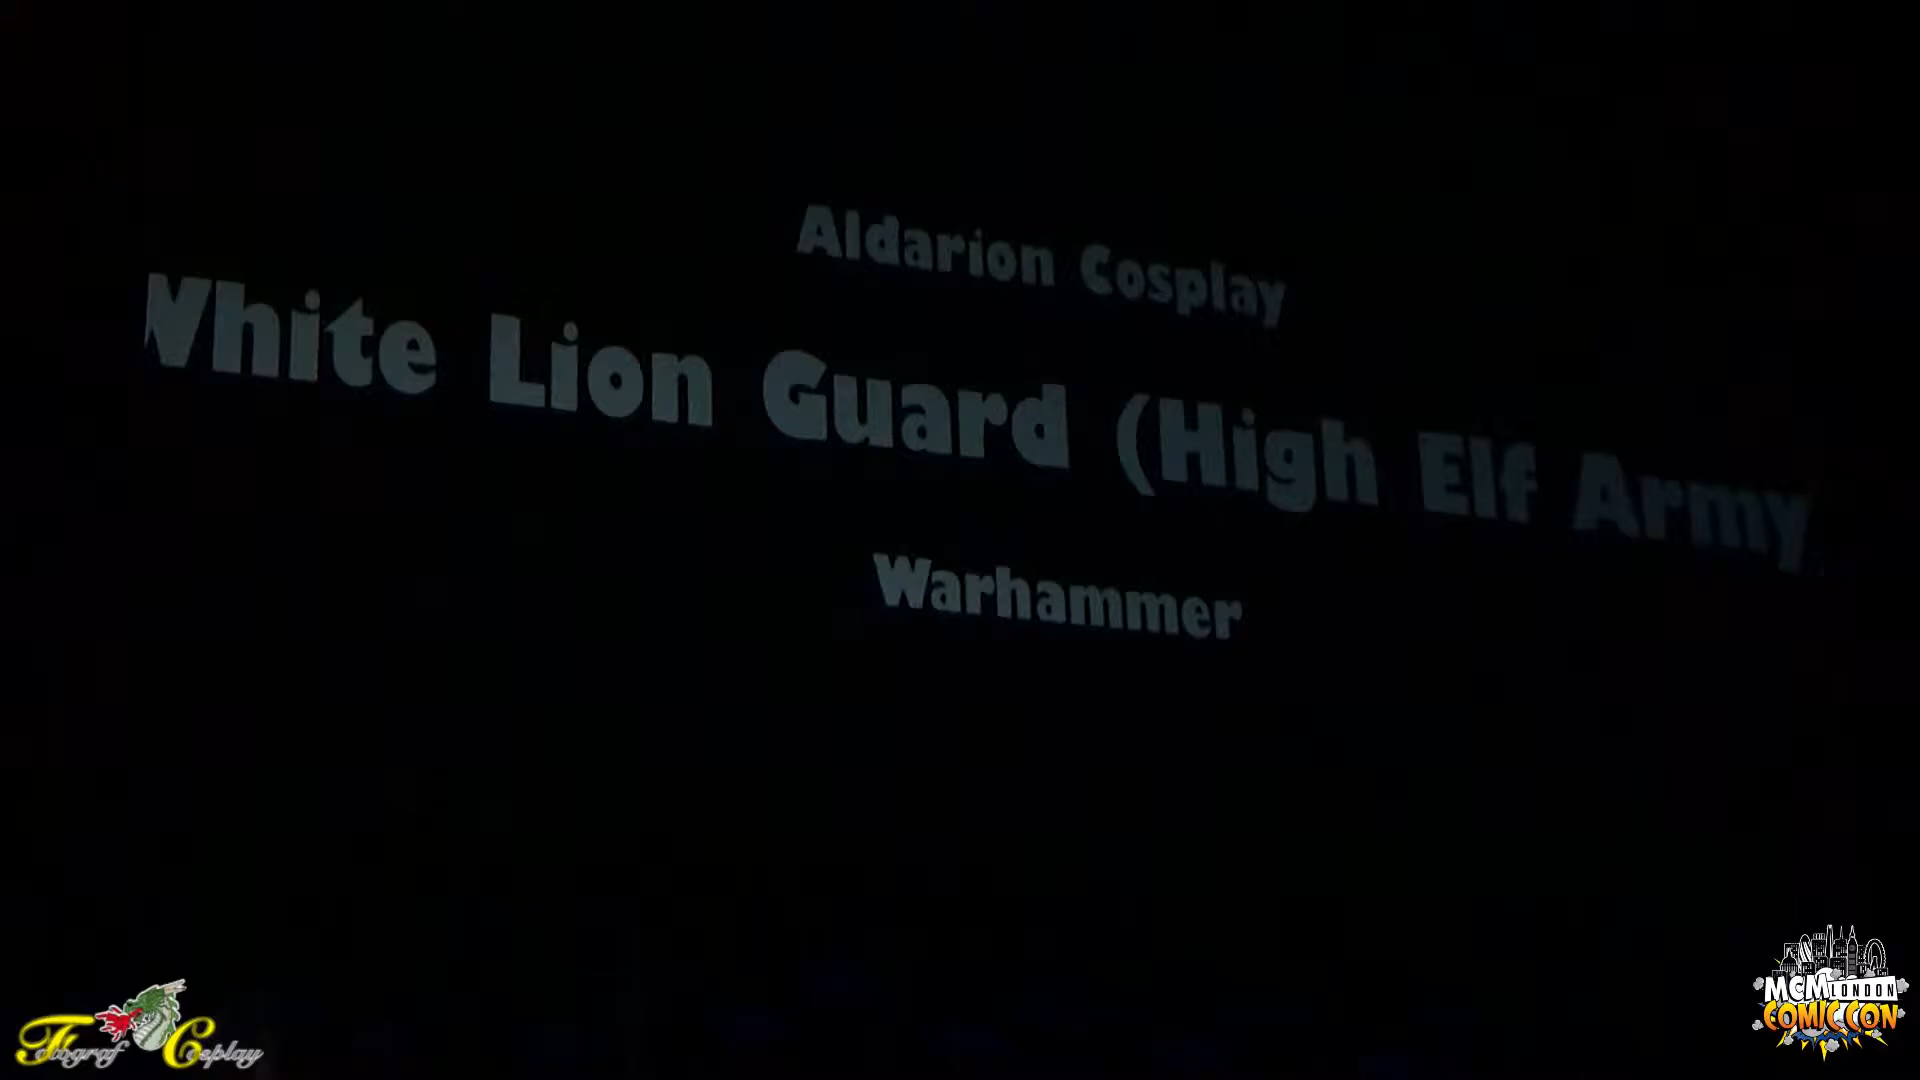 Aldarion Cosplay
White Lion Guard (High Elf Army
Warhammer
Fotograf Cosplay
MCM LONDON
COMIC CON